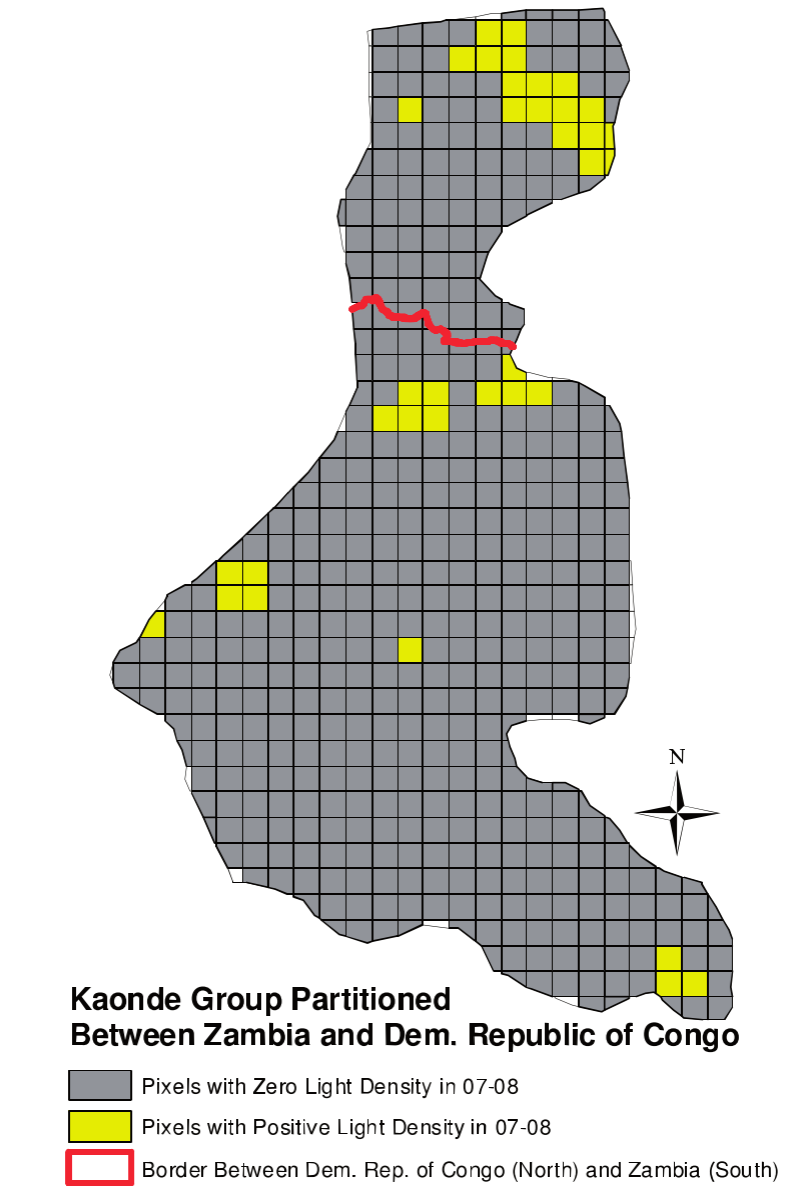 N
Kaonde Group Partitioned
Between Zambia and Dem. Republic of Congo
Pixels with Zero Light Density in 07-08
Pixels with Positive Light Density in 07-08
Border Between Dem. Rep. of Congo (North) and Zambia (South)